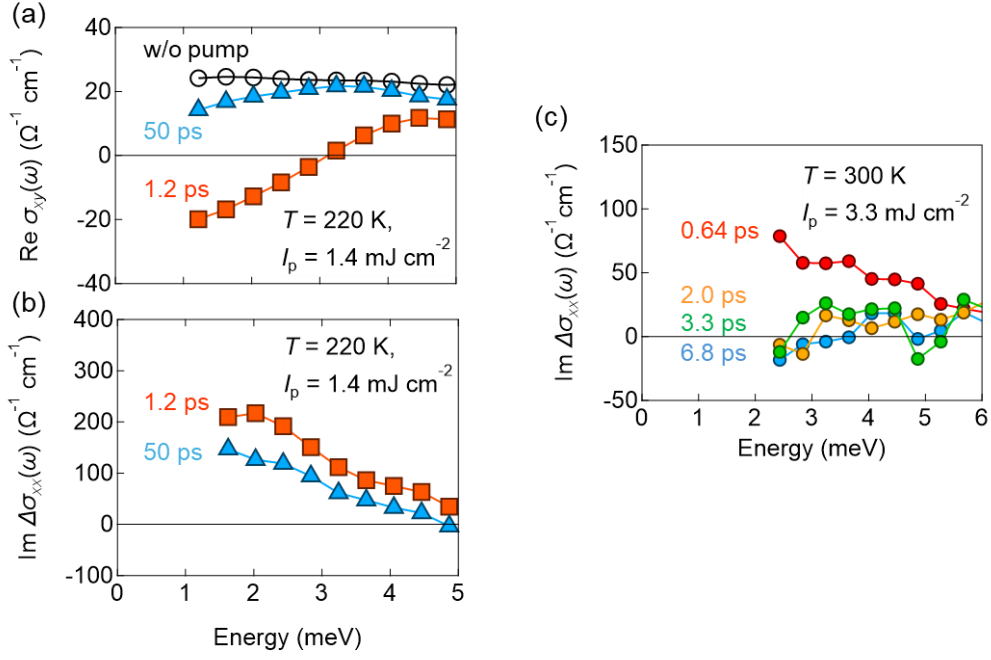 (a)
40
20
0
-20
-40
Re σxy(ω) (Ω⁻¹ cm⁻¹)
w/o pump
50 ps
1.2 ps
T = 220 K,
Ip = 1.4 mJ cm⁻²
(b)
400
300
200
100
0
-100
Im Δσxx(ω) (Ω⁻¹ cm⁻¹)
T = 220 K,
Ip = 1.4 mJ cm⁻²
1.2 ps
50 ps
0 1 2 3 4 5
Energy (meV)
(c)
150
100
50
0
-50
Im Δσxx(ω) (Ω⁻¹ cm⁻¹)
T = 300 K
Ip = 3.3 mJ cm⁻²
0.64 ps
2.0 ps
3.3 ps
6.8 ps
0 1 2 3 4 5 6
Energy (meV)